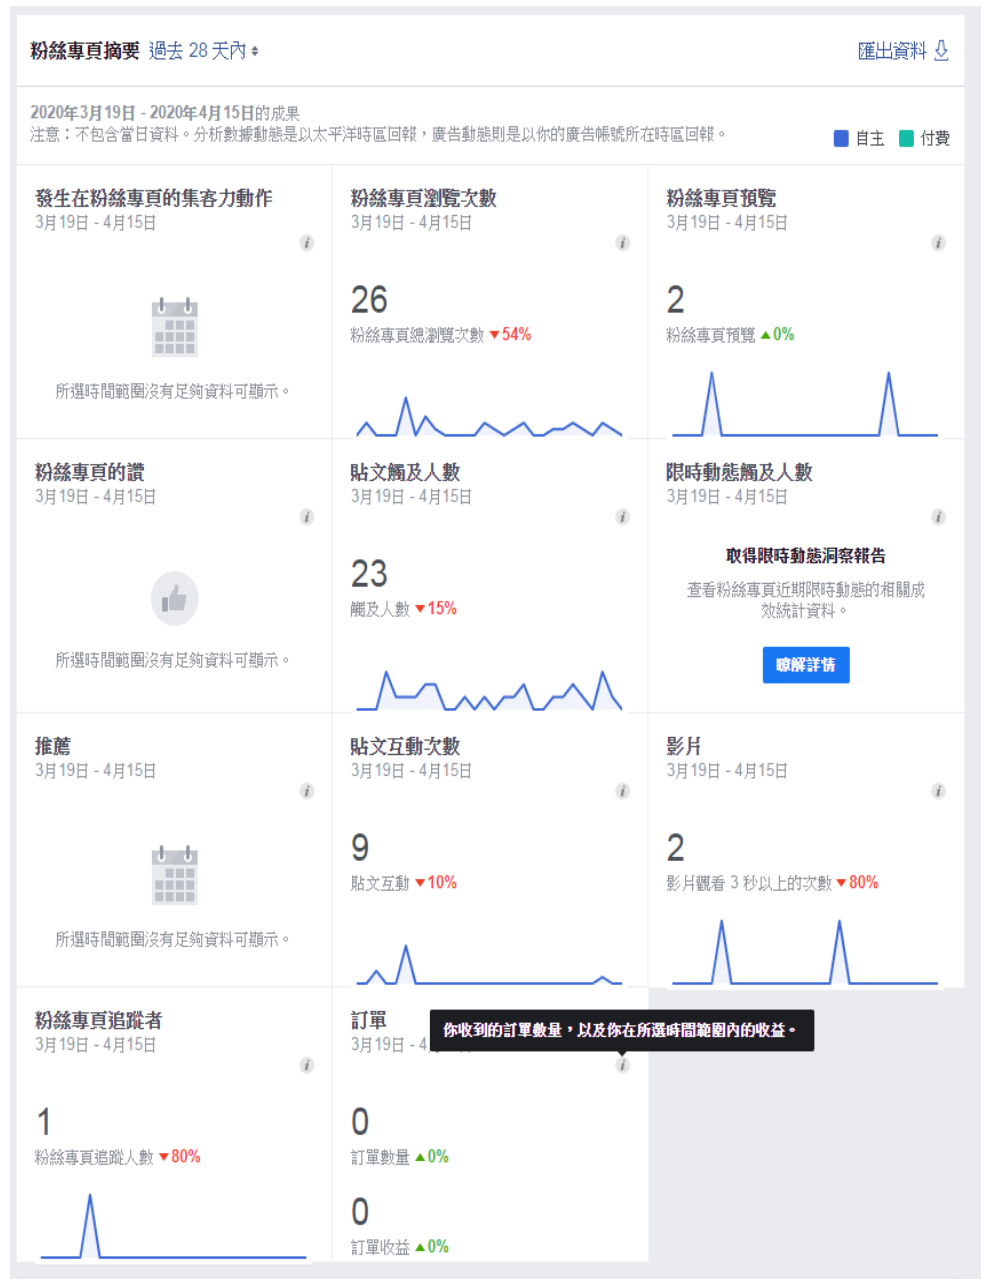 粉絲專頁摘要 過去 28 天內
匯出資料
2020年3月19日 - 2020年4月15日的成果
注意：不包含當日資料。分析數據動態是以太平洋時區回報，廣告動態則是以你的廣告帳號所在時區回報。
自主 付費
發生在粉絲專頁的集客力動作
3月19日 - 4月15日
所選時間範圍沒有足夠資料可顯示。
粉絲專頁瀏覽次數
3月19日 - 4月15日
26
粉絲專頁總瀏覽次數 ▼54%
粉絲專頁預覽
3月19日 - 4月15日
2
粉絲專頁預覽 ▲0%
粉絲專頁的讚
3月19日 - 4月15日
所選時間範圍沒有足夠資料可顯示。
貼文觸及人數
3月19日 - 4月15日
23
觸及人數 ▼15%
限時動態觸及人數
3月19日 - 4月15日
取得限時動態洞察報告
查看粉絲專頁近期限時動態的相關成
效統計資料。
瞭解詳情
推薦
3月19日 - 4月15日
所選時間範圍沒有足夠資料可顯示。
貼文互動次數
3月19日 - 4月15日
9
貼文互動 ▼10%
影片
3月19日 - 4月15日
2
影片觀看 3 秒以上的次數 ▼80%
粉絲專頁追蹤者
3月19日 - 4月15日
1
粉絲專頁追蹤人數 ▼80%
訂單
3月19日 - 4
你收到的訂單數量，以及你在所選時間範圍內的收益。
0
訂單數量 ▲0%
0
訂單收益 ▲0%